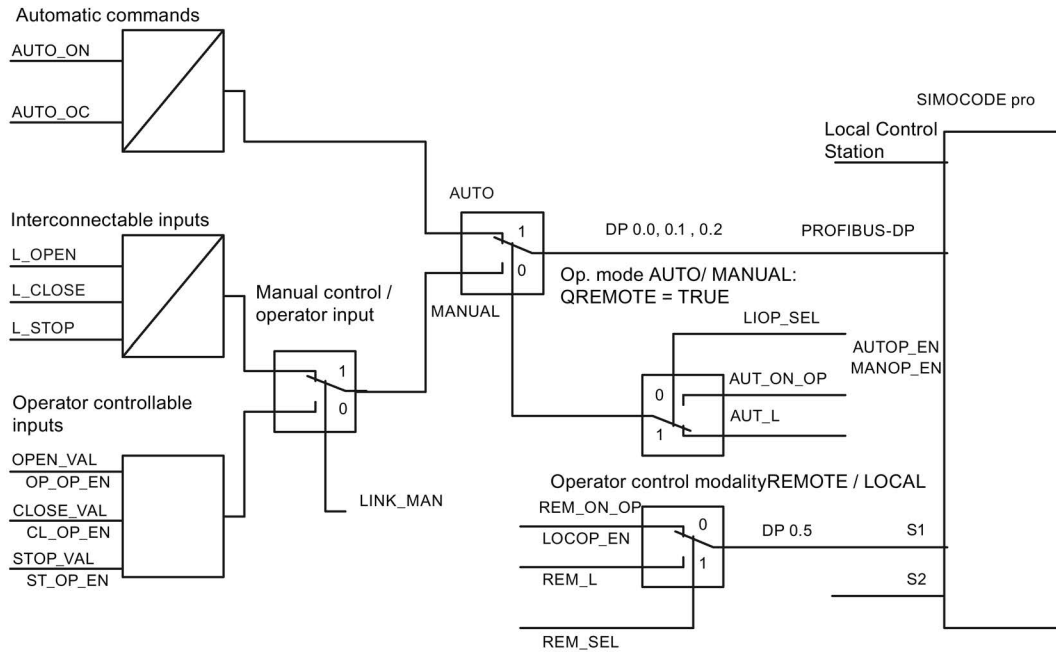 Automatic commands
AUTO_ON
AUTO_OC
SIMOCODE pro
Local Control
Station
AUTO
Interconnectable inputs
L_OPEN
L_CLOSE
L_STOP
1
0
DP 0.0, 0.1 , 0.2
PROFIBUS-DP
Manual control /
operator input
MANUAL
Op. mode AUTO/ MANUAL:
QREMOTE = TRUE
LIOP_SEL
AUTOP_EN
MANOP_EN
1
0
0
1
AUT_ON_OP
AUT_L
Operator controllable
inputs
OPEN_VAL
OP_OP_EN
CLOSE_VAL
CL_OP_EN
STOP_VAL
ST_OP_EN
LINK_MAN
Operator control modalityREMOTE / LOCAL
REM_ON_OP
LOCOP_EN
REM_L
REM_SEL
0
1
DP 0.5
S1
S2